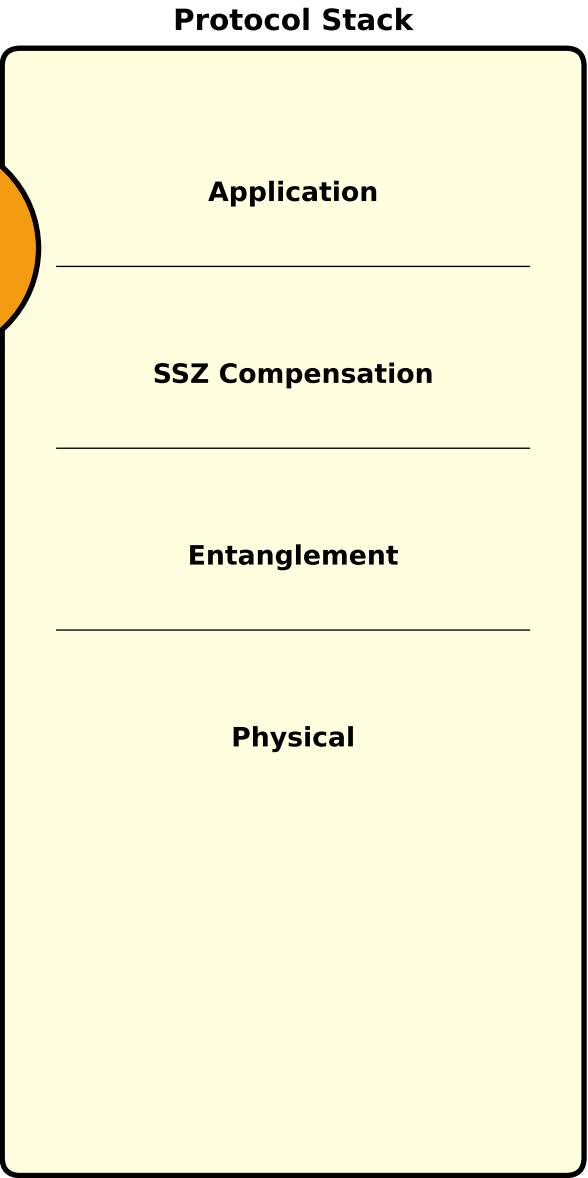 Protocol Stack
Application
SSZ Compensation
Entanglement
Physical